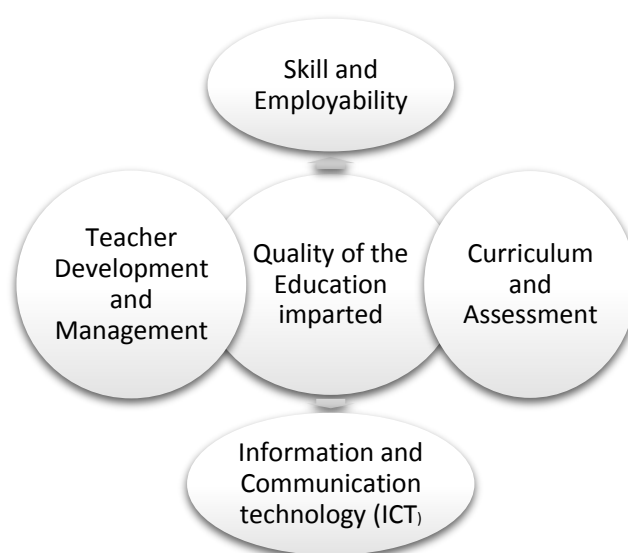 Skill and
Employability
Teacher
Development
and
Management
Quality of the
Education
imparted
Curriculum
and
Assessment
Information and
Communication
technology (ICT)